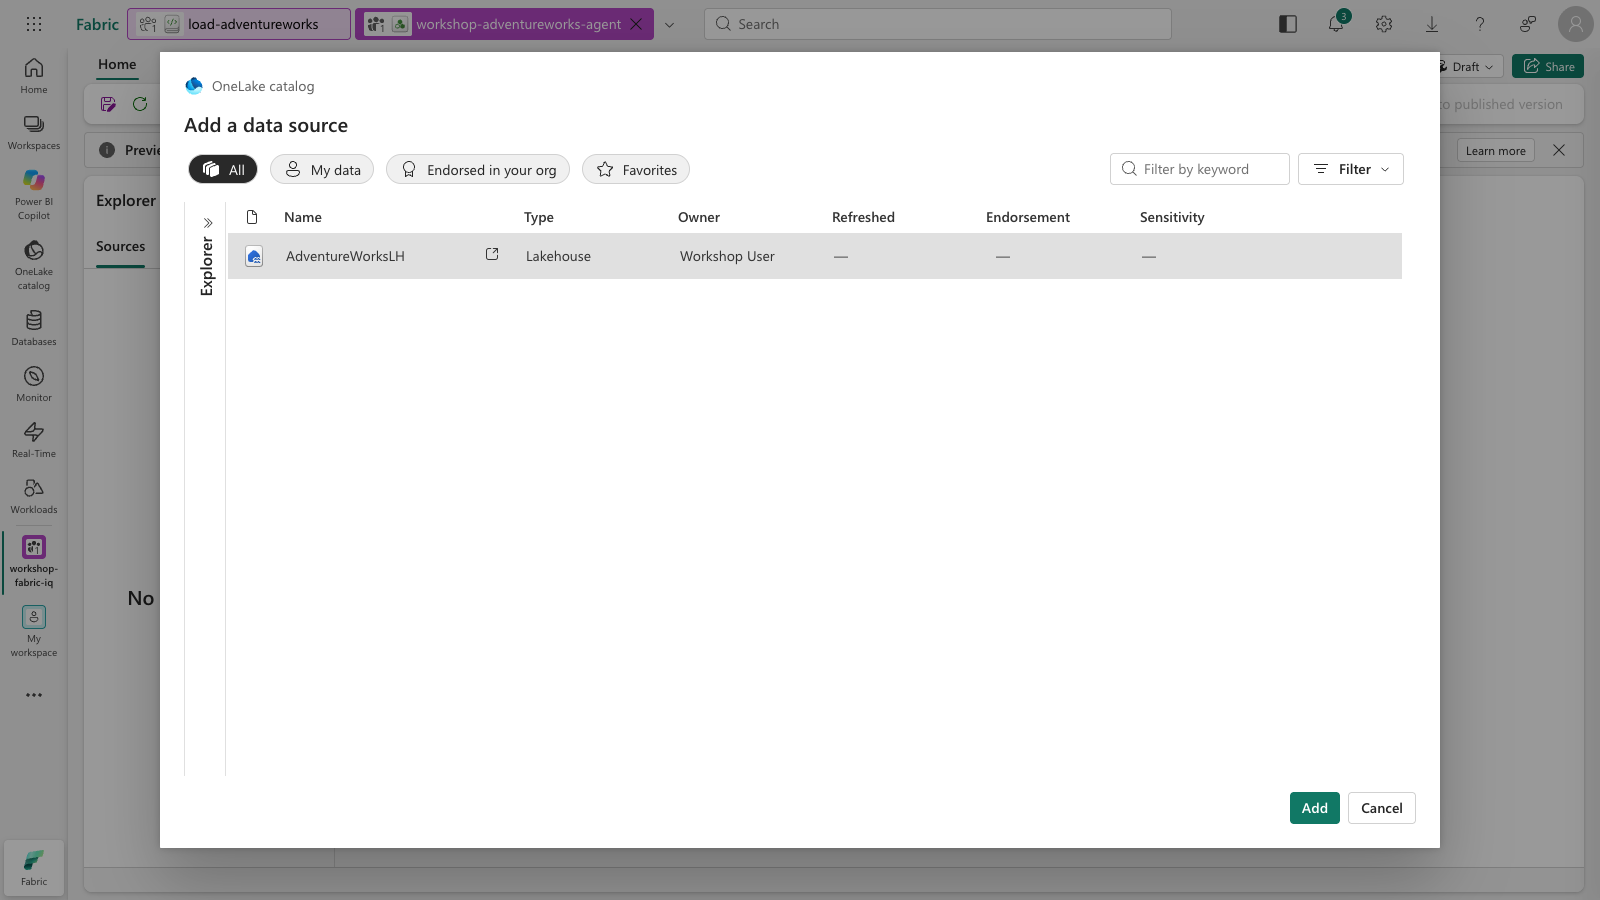 Fabric
load-adventureworks
workshop-adventureworks-agent
Search
3
Home
Workspaces
Power BI
Copilot
OneLake
catalog
Databases
Monitor
Real-Time
Workloads
workshop-
fabric-iq
My
workspace
Fabric
Home
Draft
Share
to published version
Learn more
Explorer
Sources
No
OneLake catalog
Add a data source
All
My data
Endorsed in your org
Favorites
Filter by keyword
Filter
Explorer
Name
Type
Owner
Refreshed
Endorsement
Sensitivity
AdventureWorksLH
Lakehouse
Workshop User
—
—
—
Add
Cancel